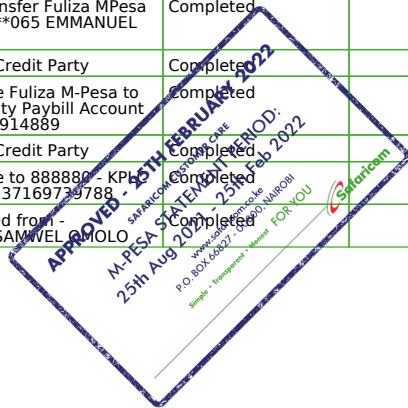 nsfer Fuliza MPesa Completed
**065 EMMANUEL
Credit Party Completed
e Fuliza M-Pesa to Completed
ty Paybill Account
914889
Credit Party Completed
e to 888880 - KPLC Completed
37169739788
ed from - Completed
SAMWEL OMOLO
APPROVED - 25TH FEBRUARY 2022
SAFARICOM CUSTOMER CARE
M-PESA STATEMENT PERIOD:
25th Aug 2021 - 25th Feb 2022
www.safaricom.co.ke
P.O. BOX 66827 - 00800, NAIROBI
Simple • Transparent • Honest FOR YOU
Safaricom